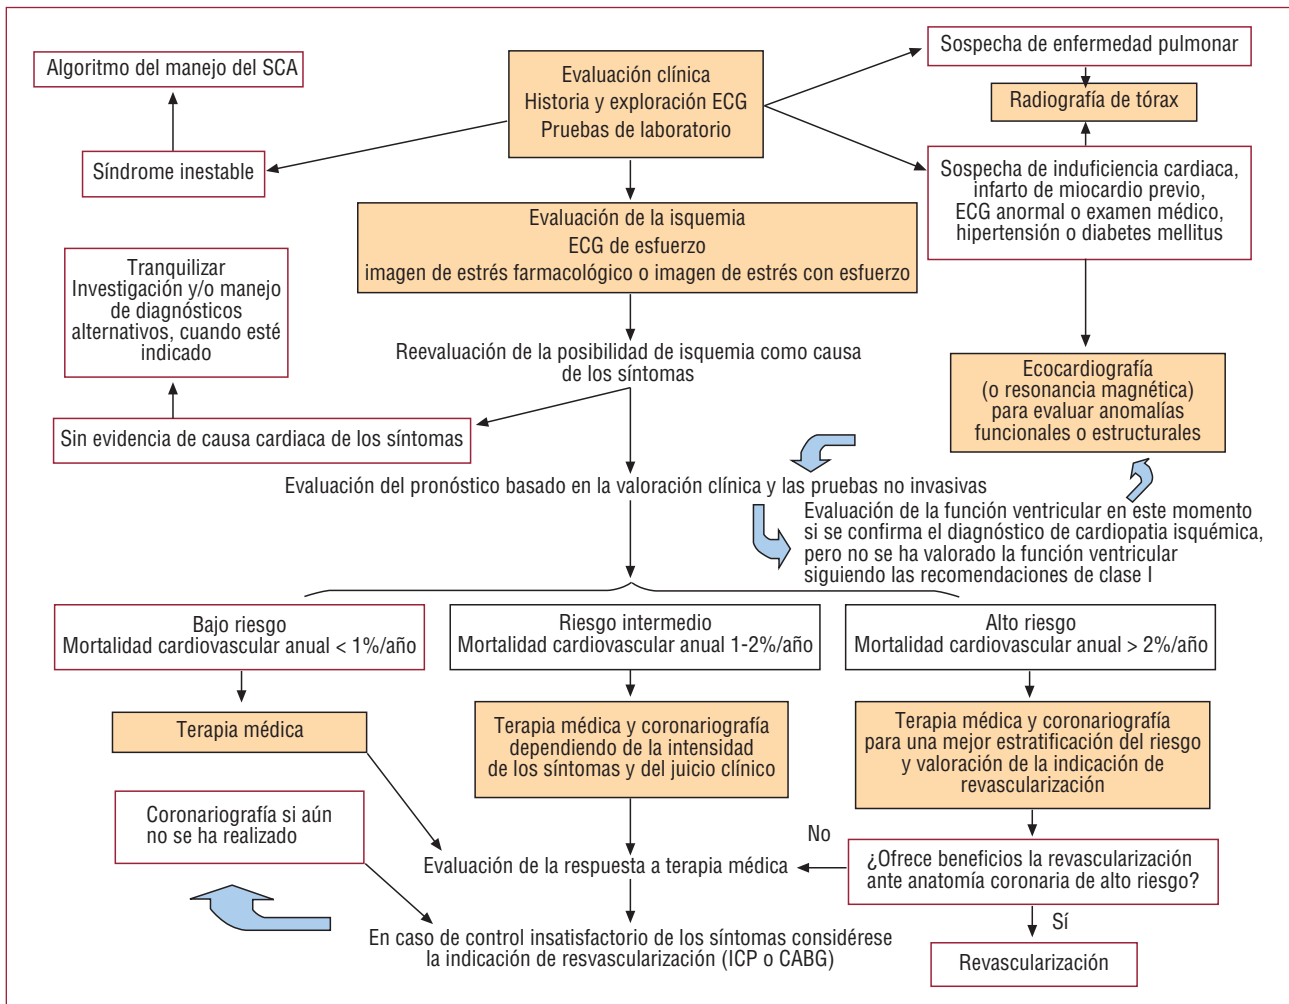 Algoritmo del manejo del SCA
Síndrome inestable
Evaluación clínica
Historia y exploración ECG
Pruebas de laboratorio
Sospecha de enfermedad pulmonar
Radiografía de tórax
Sospecha de indufici­encia cardiaca,
infarto de miocardio previo,
ECG anormal o examen médico,
hipertensión o diabetes mellitus
Evaluación de la isquemia
ECG de esfuerzo
imagen de estrés farmacológico o imagen de estrés con esfuerzo
Tranquilizar
Investigación y/o manejo
de diagnósticos
alternativos, cuando esté
indicado
Reevaluación de la posibilidad de isquemia como causa
de los síntomas
Ecocardiografía
(o resonancia magnética)
para evaluar anomalías
funcionales o estructurales
Sin evidencia de causa cardiaca de los síntomas
Evaluación del pronóstico basado en la valoración clínica y las pruebas no invasivas
Evaluación de la función ventricular en este momento
si se confirma el diagnóstico de cardiopatia isquémica,
pero no se ha valorado la función ventricular
siguiendo las recomendaciones de clase I
Bajo riesgo
Mortalidad cardiovascular anual < 1%/año
Riesgo intermedio
Mortalidad cardiovascular anual 1-2%/año
Alto riesgo
Mortalidad cardiovascular anual > 2%/año
Terapia médica
Terapia médica y coronariografía
dependiendo de la intensidad
de los síntomas y del juicio clínico
Terapia médica y coronariografía
para una mejor estratificación del riesgo
y valoración de la indicación de
revascularización
Coronariografía si aún
no se ha realizado
Evaluación de la respuesta a terapia médica
No
¿Ofrece beneficios la revascularización
ante anatomía coronaria de alto riesgo?
Sí
En caso de control insatisfactorio de los síntomas considérese
la indicación de resvascularización (ICP o CABG)
Revascularización